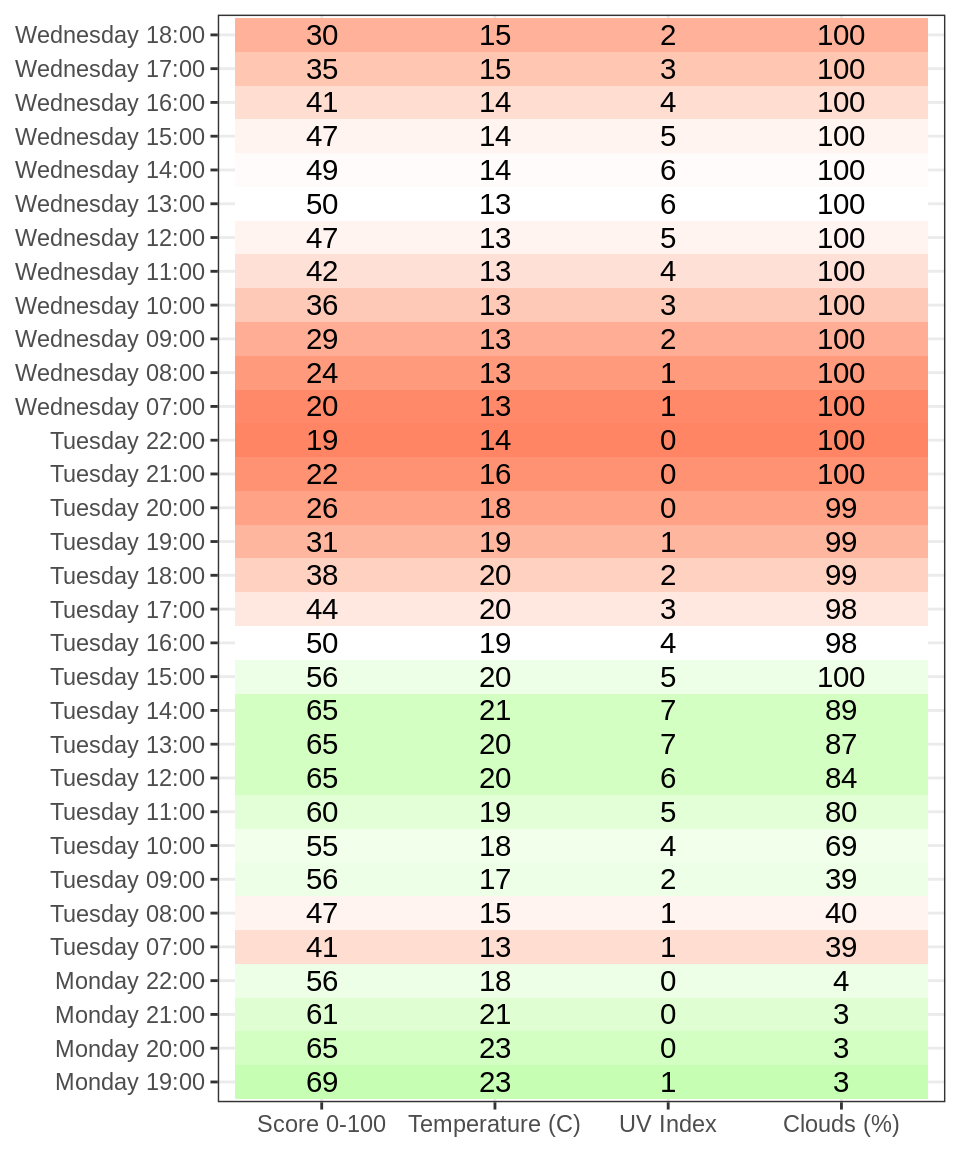 Wednesday 18:00 30 15 2 100
Wednesday 17:00 35 15 3 100
Wednesday 16:00 41 14 4 100
Wednesday 15:00 47 14 5 100
Wednesday 14:00 49 14 6 100
Wednesday 13:00 50 13 6 100
Wednesday 12:00 47 13 5 100
Wednesday 11:00 42 13 4 100
Wednesday 10:00 36 13 3 100
Wednesday 09:00 29 13 2 100
Wednesday 08:00 24 13 1 100
Wednesday 07:00 20 13 1 100
Tuesday 22:00 19 14 0 100
Tuesday 21:00 22 16 0 100
Tuesday 20:00 26 18 0 99
Tuesday 19:00 31 19 1 99
Tuesday 18:00 38 20 2 99
Tuesday 17:00 44 20 3 98
Tuesday 16:00 50 19 4 98
Tuesday 15:00 56 20 5 100
Tuesday 14:00 65 21 7 89
Tuesday 13:00 65 20 7 87
Tuesday 12:00 65 20 6 84
Tuesday 11:00 60 19 5 80
Tuesday 10:00 55 18 4 69
Tuesday 09:00 56 17 2 39
Tuesday 08:00 47 15 1 40
Tuesday 07:00 41 13 1 39
Monday 22:00 56 18 0 4
Monday 21:00 61 21 0 3
Monday 20:00 65 23 0 3
Monday 19:00 69 23 1 3
Score 0-100 Temperature (C) UV Index Clouds (%)